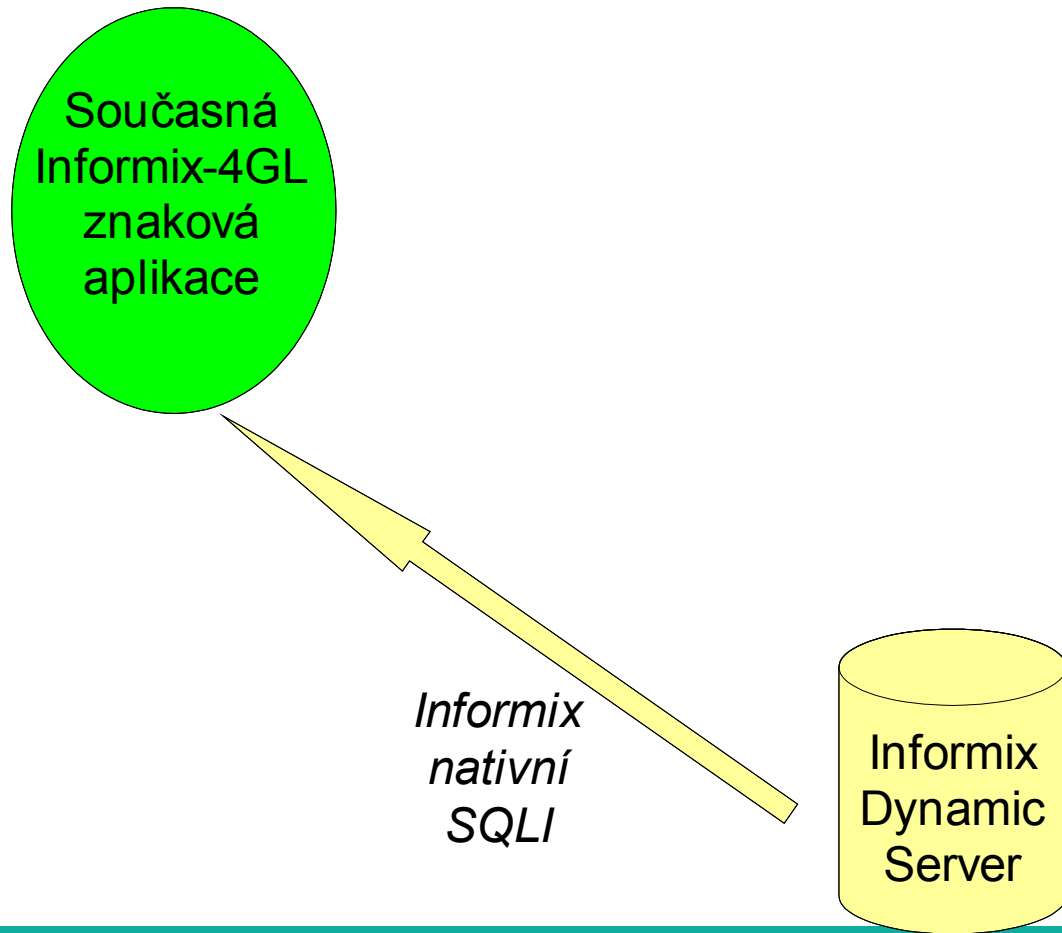 Současná
Informix-4GL
znaková
aplikace
Informix
nativní
SQLI
Informix
Dynamic
Server